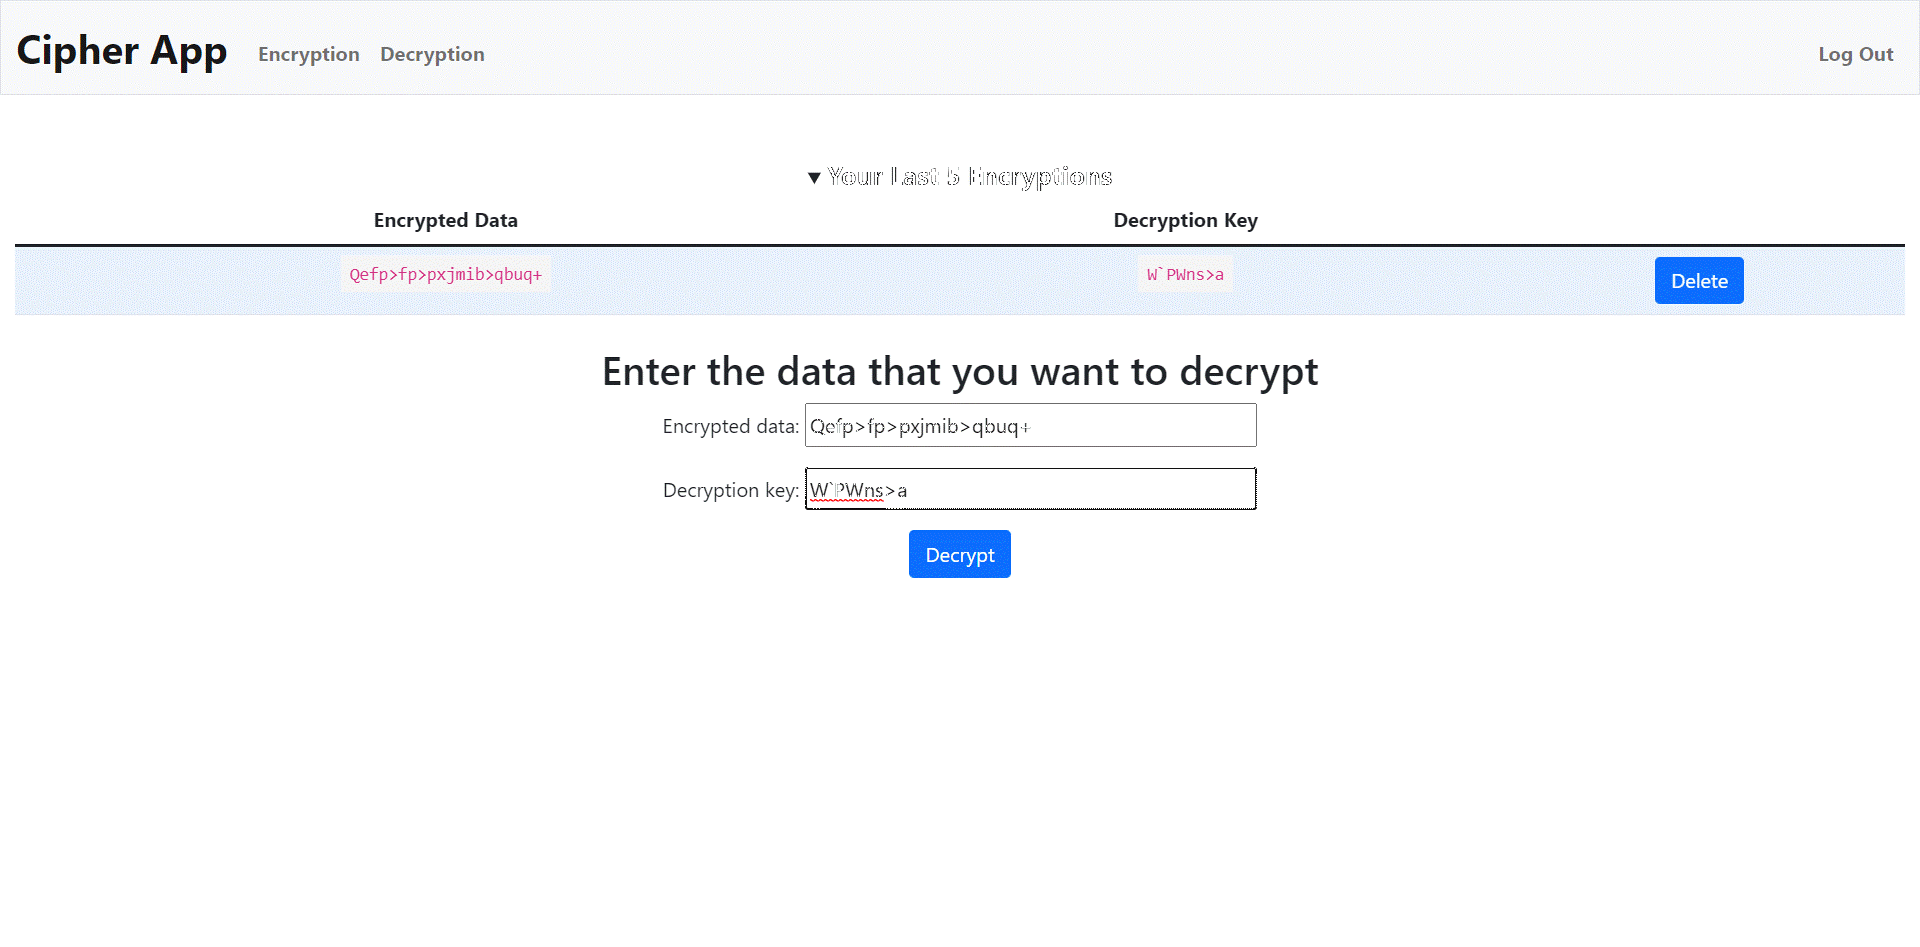 Cipher App Encryption Decryption Log Out
▼ Your Last 5 Encryptions
Encrypted Data Decryption Key
Qefp>fp>pxjmib>qbuq+ W`PWns>a Delete
Enter the data that you want to decrypt
Encrypted data: Qefp>fp>pxjmib>qbuq+
Decryption key: W`PWns>a
Decrypt